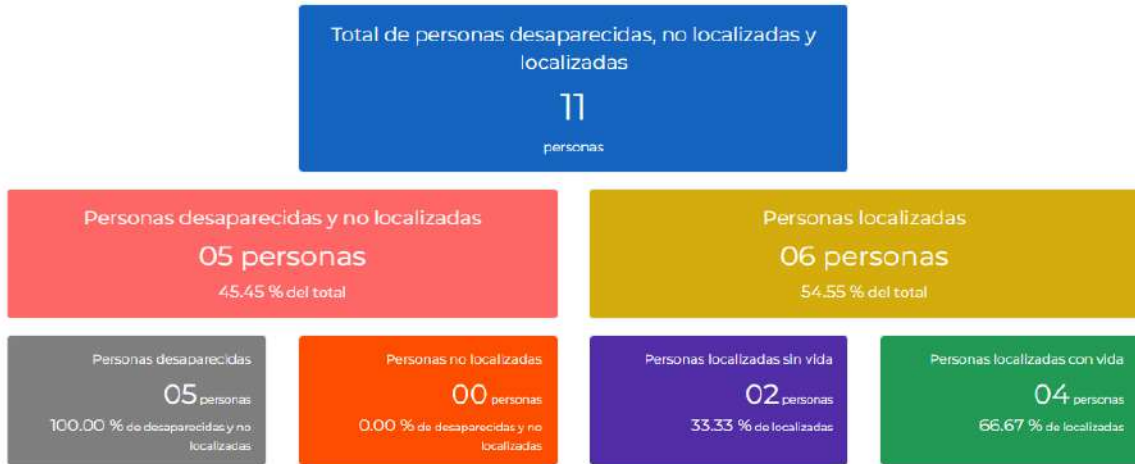 Total de personas desaparecidas, no localizadas y
localizadas
11
personas
Personas desaparecidas y no localizadas
05 personas
45.45 % del total
Personas localizadas
06 personas
54.55 % del total
Personas desaparecidas
05 personas
100.00 % de desaparecidas y no
localizadas
Personas no localizadas
00 personas
0.00 % de desaparecidas y no
localizadas
Personas localizadas sin vida
02 personas
33.33 % de localizadas
Personas localizadas con vida
04 personas
66.67 % de localizadas